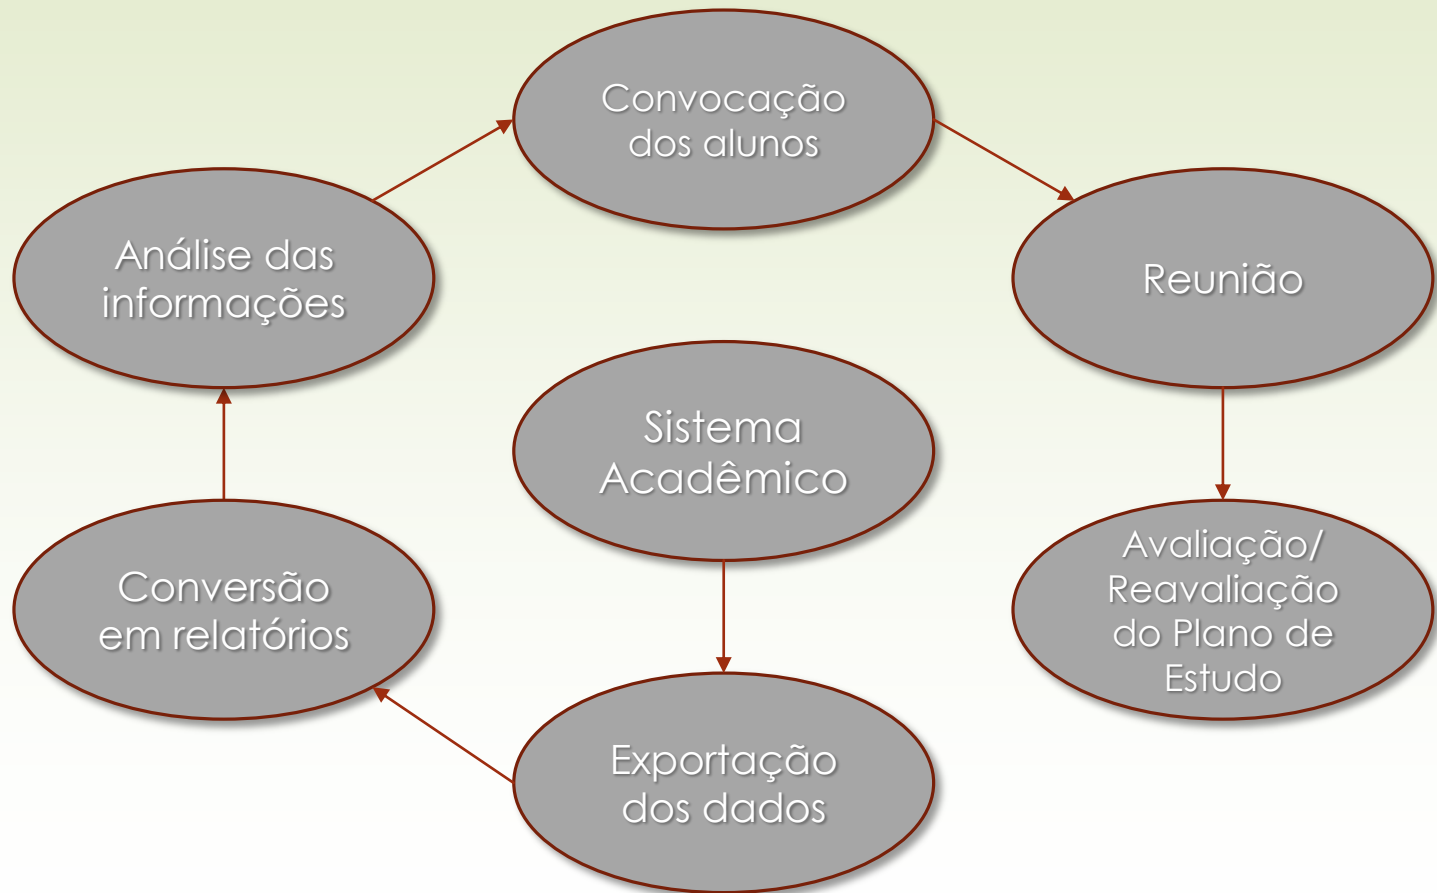 Convocação
dos alunos
Análise das
informações
Reunião
Sistema
Acadêmico
Conversão
em relatórios
Avaliação/
Reavaliação
do Plano de
Estudo
Exportação
dos dados